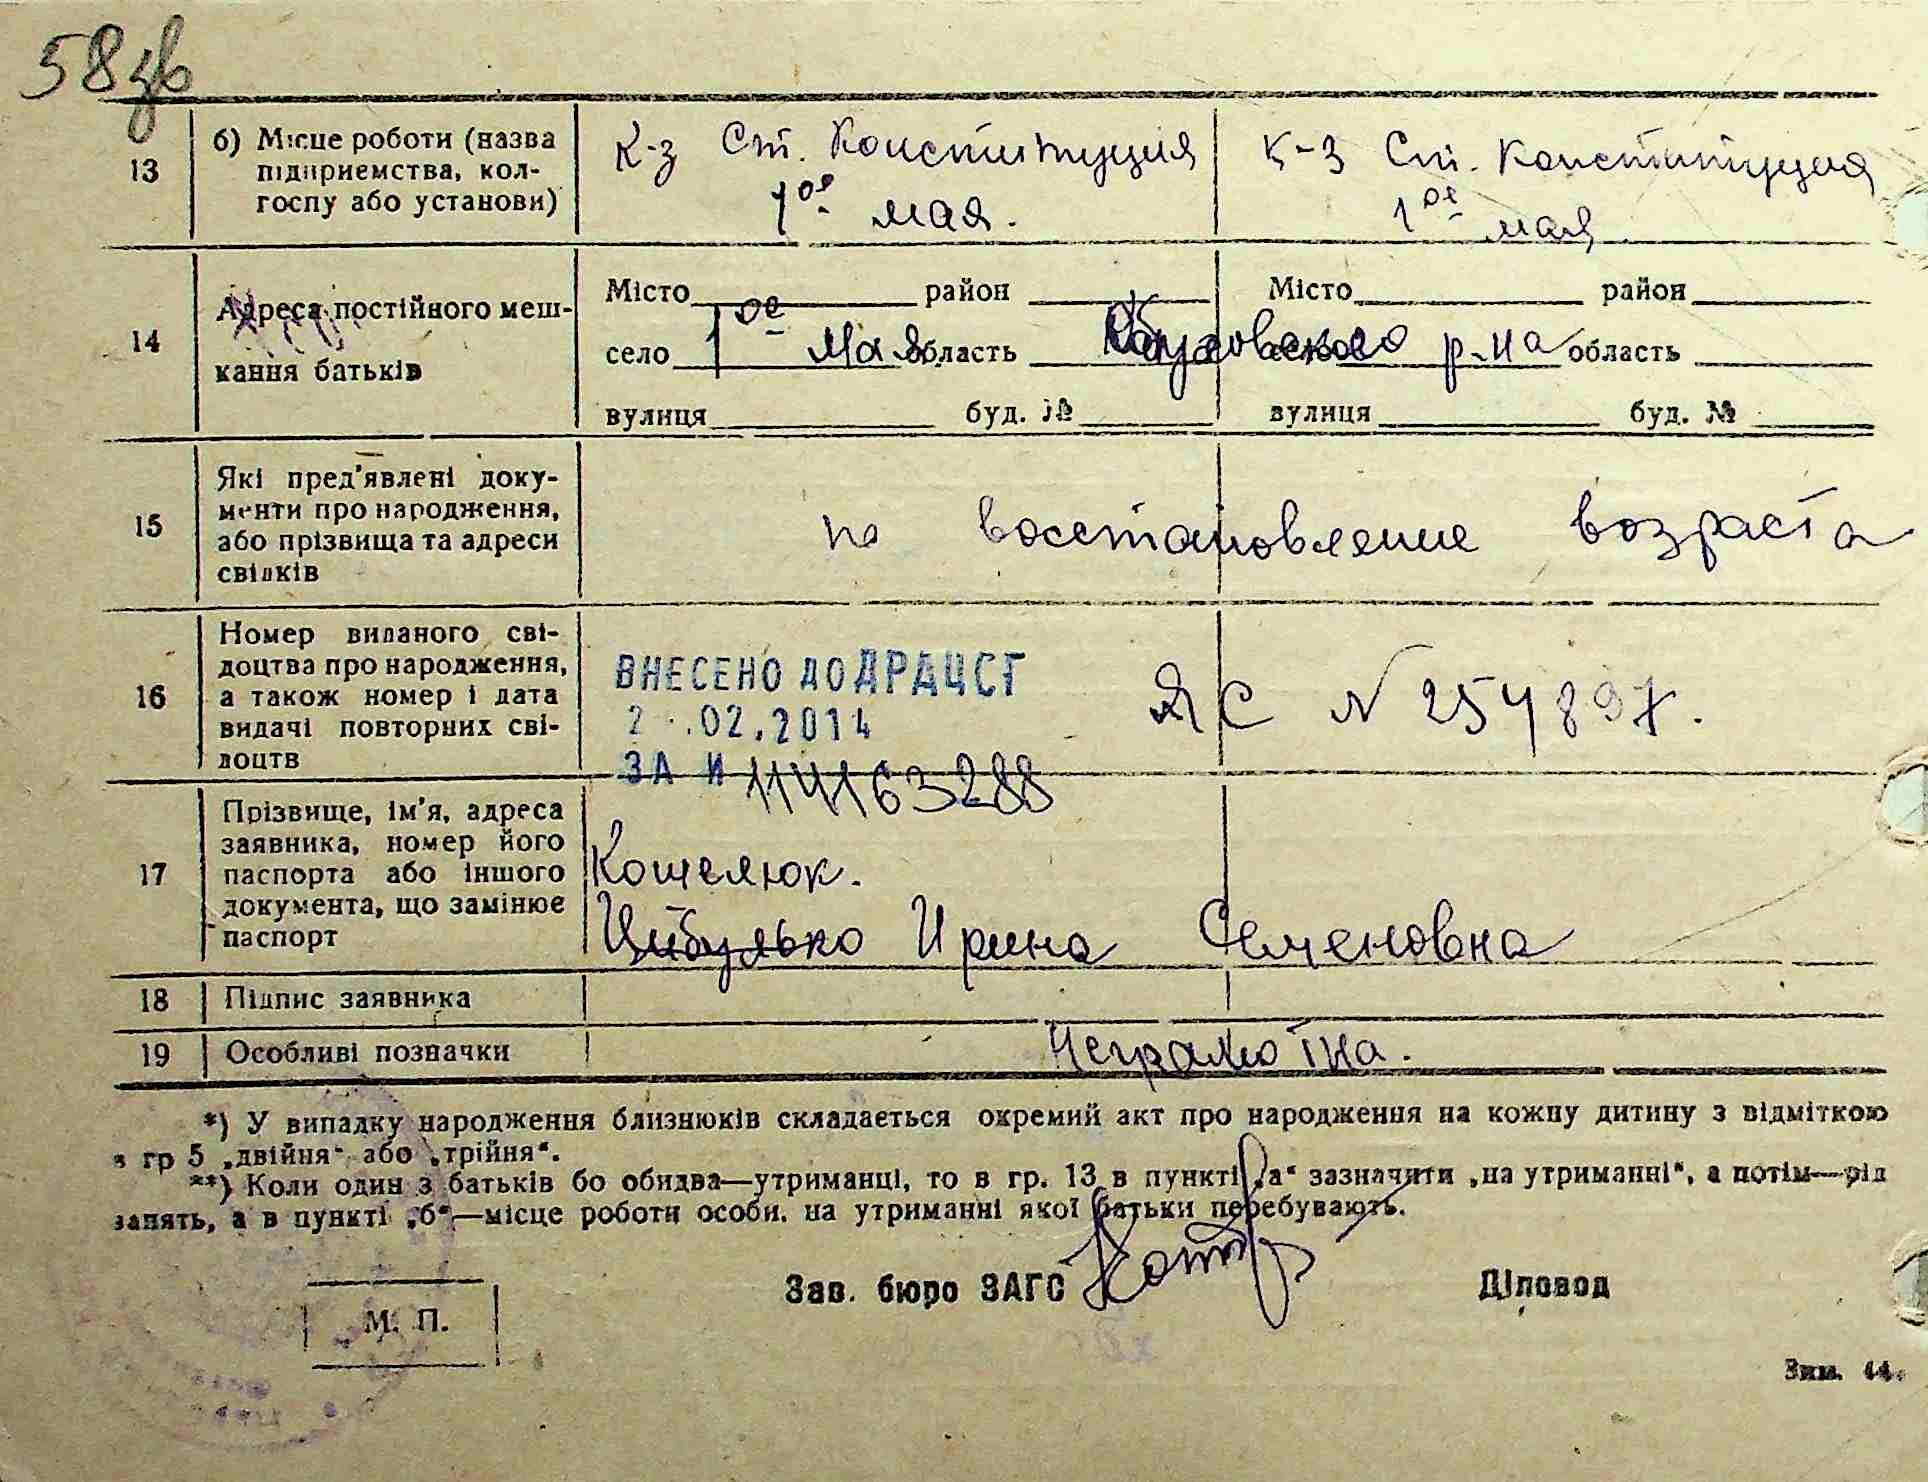 58зв
13
б) Місце роботи (назва
підприемства, кол-
госпу або установи)
К-з Ст. Конституция
1ое мая.
к-з Ст. Конституция
1ое мая
14
Адреса постійного меш-
кання батьків
Місто район
село 1ое Мая область
вулиця буд. №
Місто район
р-на область
вулиця буд. №
15
Які пред'явлені доку-
менти про народження,
або прізвища та адреси
свідків
по восстановление возраста
16
Номер виданого сві-
доцтва про народження,
а також номер і дата
видачі повторних сві-
доцтв
ВНЕСЕНО ДО ДРАЦСГ
2 .02.2014
ЗА N 114163288
ЯС N 254897.
17
Прізвище, ім'я, адреса
заявника, номер його
паспорта або іншого
документа, що замінює
паспорт
Кошелюк.
Цибулько Ирина Семеновна
18
Підпис заявника
19
Особливі позначки
Неграмотна.
*) У випадку народження близнюків складається окремий акт про народження на кожну дитину з відміткою
в гр 5 „двійня“ або „трійня“.
**) Коли один з батьків бо обидва—утриманці, то в гр. 13 в пункті „а“ зазначити „на утриманні“, а потім—рід
занять, а в пункті „б“—місце роботи особи. на утриманні якої батьки перебувають.
Зав. бюро ЗАГС
Діловод
М. П.
Зим. 44.